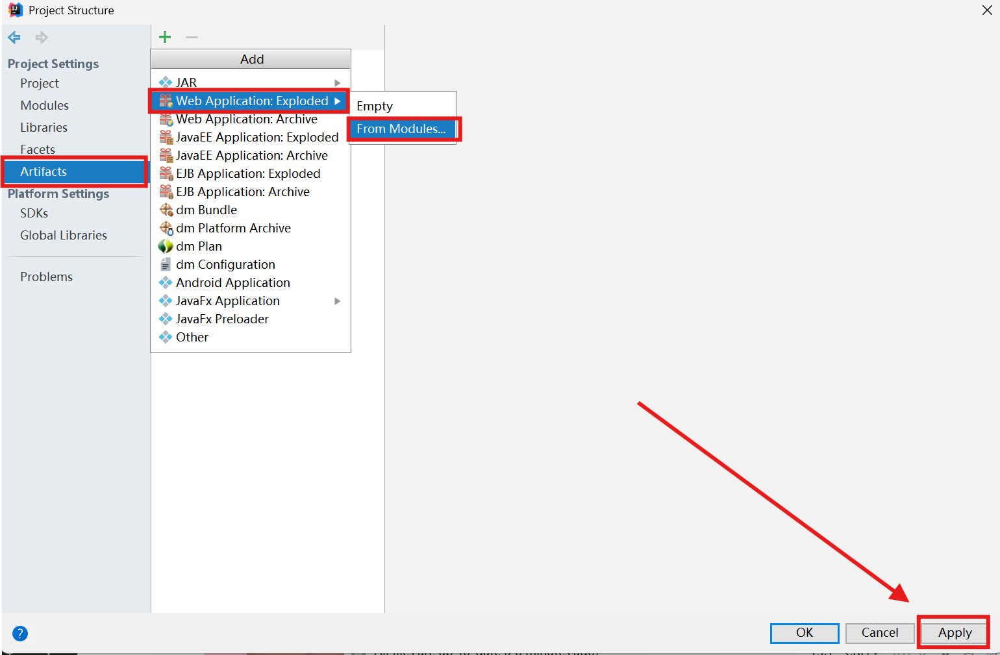 Project Structure
Project Settings
Project
Modules
Libraries
Facets
Artifacts
Platform Settings
SDKs
Global Libraries
Problems
Add
JAR
Web Application: Exploded
Web Application: Archive
JavaEE Application: Exploded
JavaEE Application: Archive
EJB Application: Exploded
EJB Application: Archive
dm Bundle
dm Platform Archive
dm Plan
dm Configuration
Android Application
JavaFx Application
JavaFx Preloader
Other
Empty
From Modules...
?
OK
Cancel
Apply